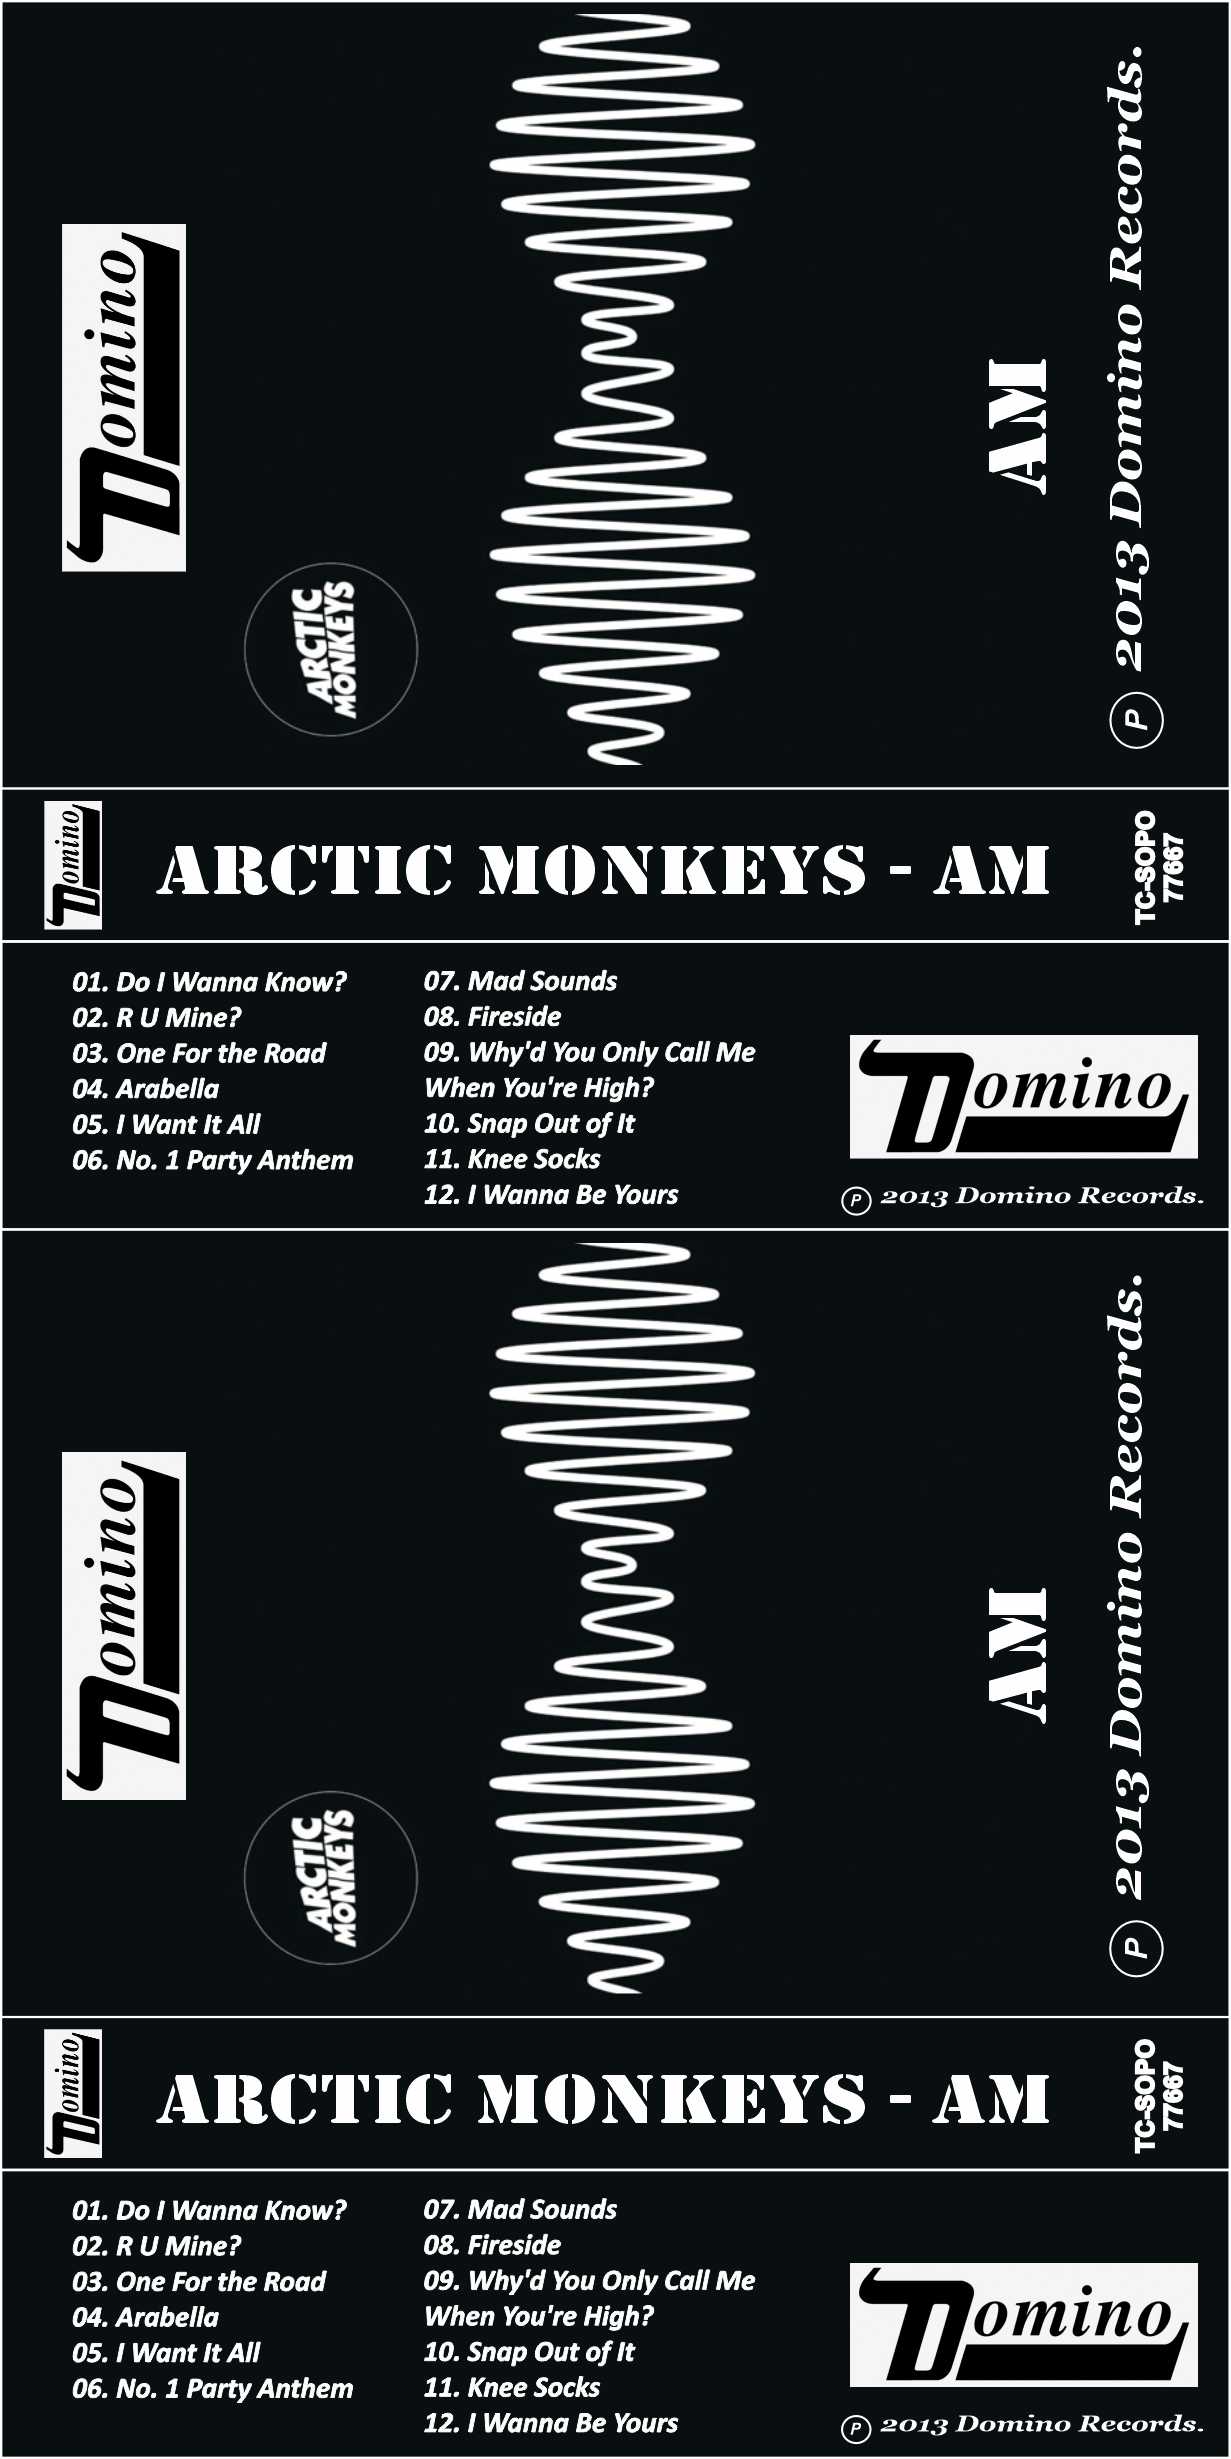 Domino
ARCTIC
MONKEYS
AM
P 2013 Domino Records.
Domino
ARCTIC MONKEYS - AM
TC-SOPO
77667
01. Do I Wanna Know?
02. R U Mine?
03. One For the Road
04. Arabella
05. I Want It All
06. No. 1 Party Anthem
07. Mad Sounds
08. Fireside
09. Why'd You Only Call Me
When You're High?
10. Snap Out of It
11. Knee Socks
12. I Wanna Be Yours
Domino
P 2013 Domino Records.
Domino
ARCTIC
MONKEYS
AM
P 2013 Domino Records.
Domino
ARCTIC MONKEYS - AM
TC-SOPO
77667
01. Do I Wanna Know?
02. R U Mine?
03. One For the Road
04. Arabella
05. I Want It All
06. No. 1 Party Anthem
07. Mad Sounds
08. Fireside
09. Why'd You Only Call Me
When You're High?
10. Snap Out of It
11. Knee Socks
12. I Wanna Be Yours
Domino
P 2013 Domino Records.